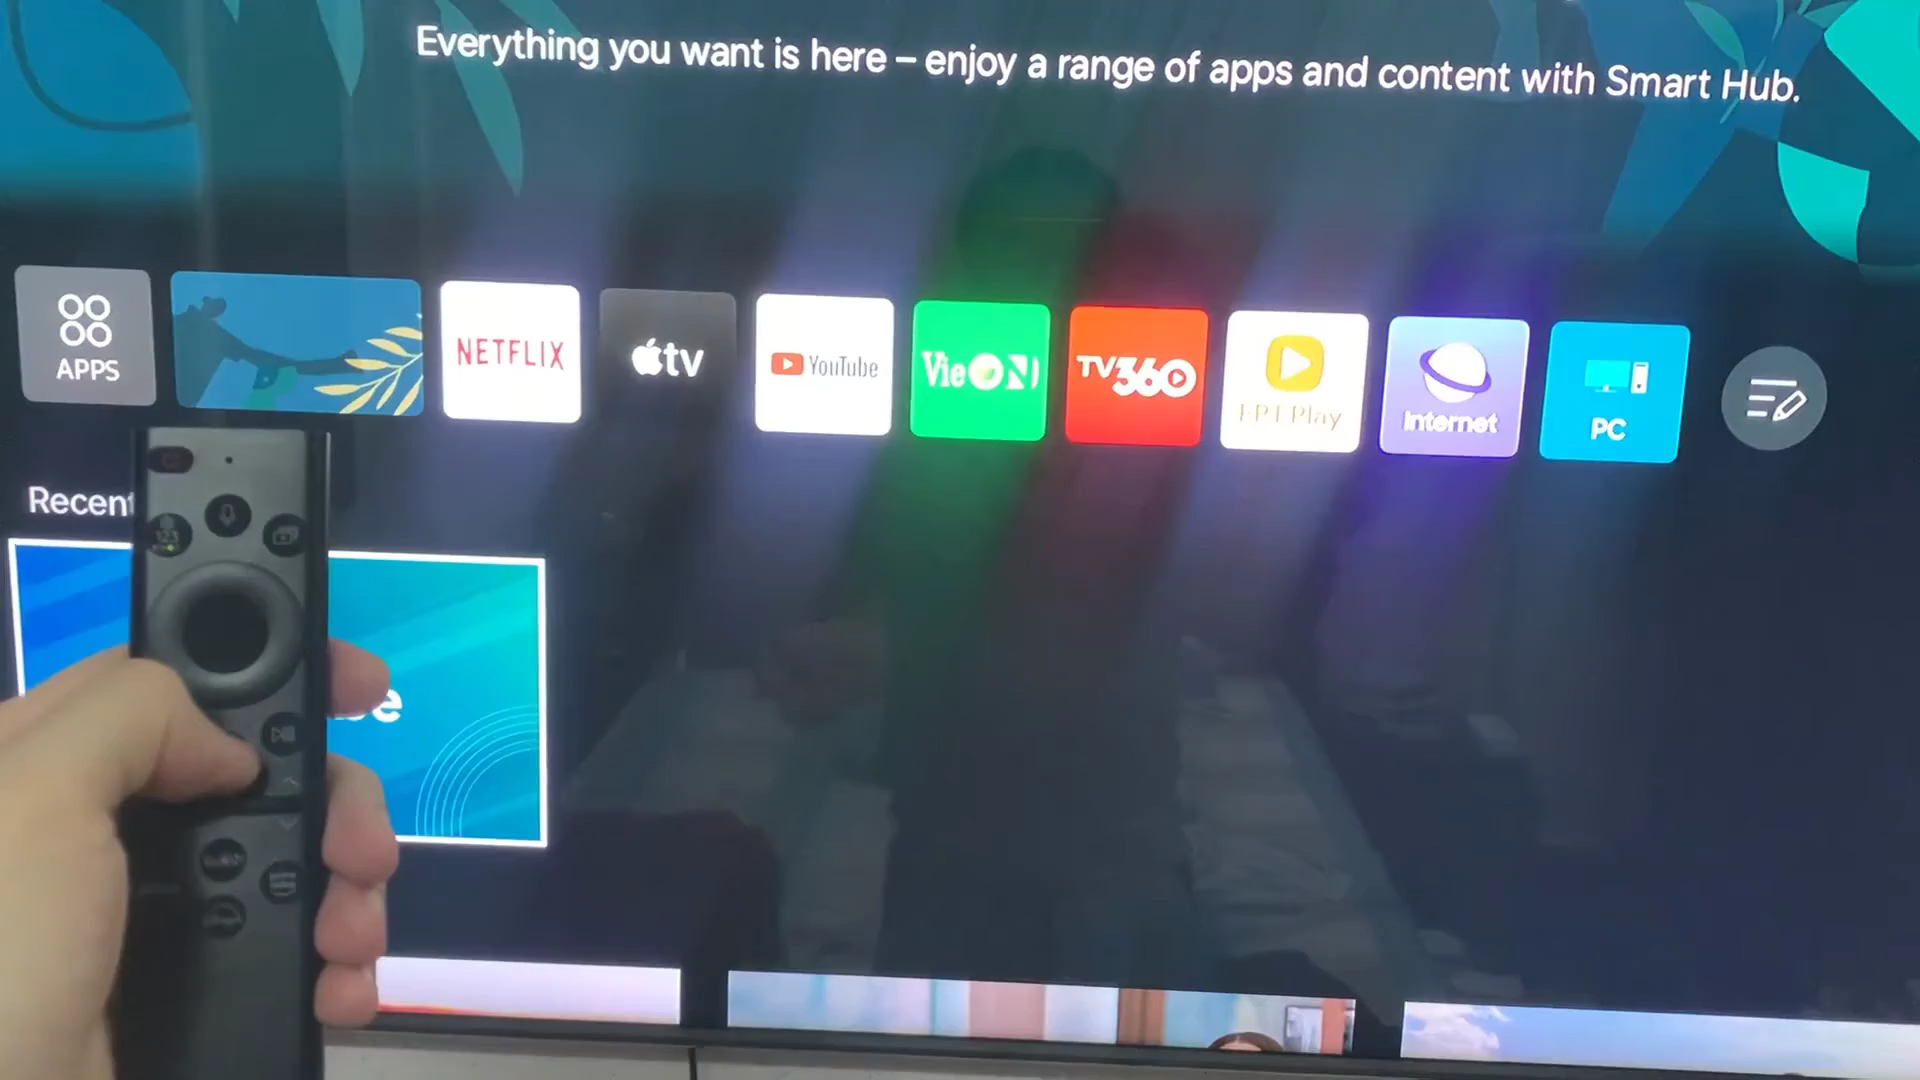 Everything you want is here – enjoy a range of apps and content with Smart Hub.
APPS
NETFLIX
tv
YouTube
VieON
TV360
FPT Play
Internet
PC
Recent
123